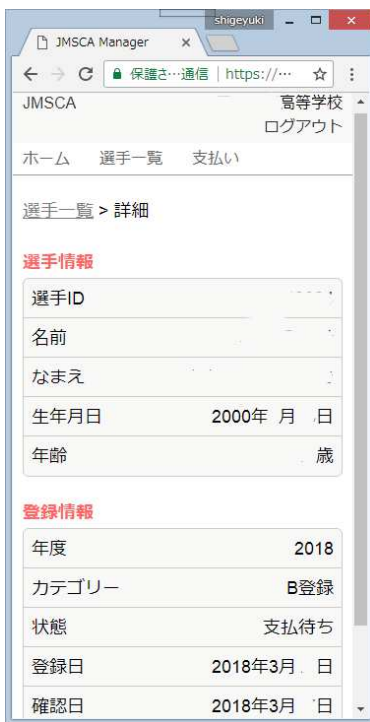 shigeyuki
JMSCA Manager
保護さ…通信 | https://…
JMSCA 高等学校
ログアウト
ホーム 選手一覧 支払い
選手一覧 > 詳細
選手情報
選手ID
名前
なまえ
生年月日 2000年 月 日
年齢 歳
登録情報
年度 2018
カテゴリー B登録
状態 支払待ち
登録日 2018年3月 日
確認日 2018年3月 日